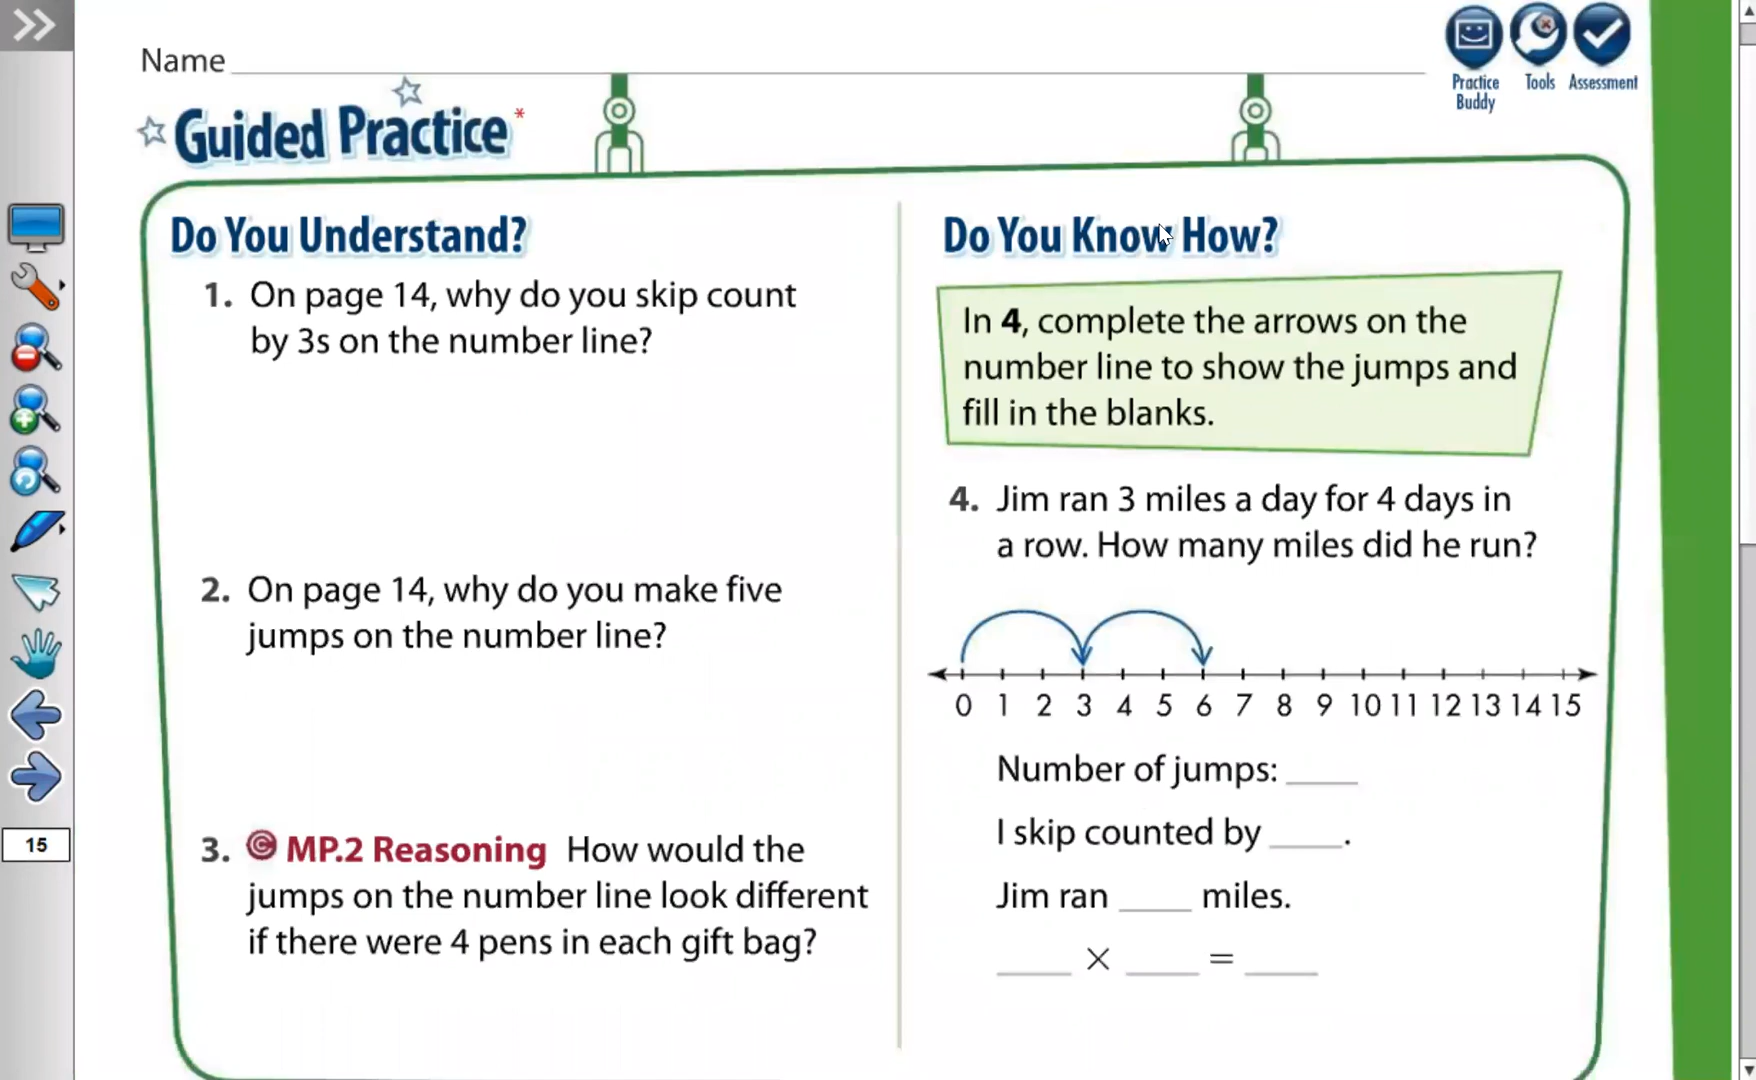 Name
Practice Buddy
Tools
Assessment
Guided Practice*
Do You Understand?
1. On page 14, why do you skip count
by 3s on the number line?
2. On page 14, why do you make five
jumps on the number line?
3. MP.2 Reasoning How would the
jumps on the number line look different
if there were 4 pens in each gift bag?
Do You Know How?
In 4, complete the arrows on the
number line to show the jumps and
fill in the blanks.
4. Jim ran 3 miles a day for 4 days in
a row. How many miles did he run?
0 1 2 3 4 5 6 7 8 9 10 11 12 13 14 15
Number of jumps: ____
I skip counted by ____.
Jim ran ____ miles.
____ × ____ = ____
15